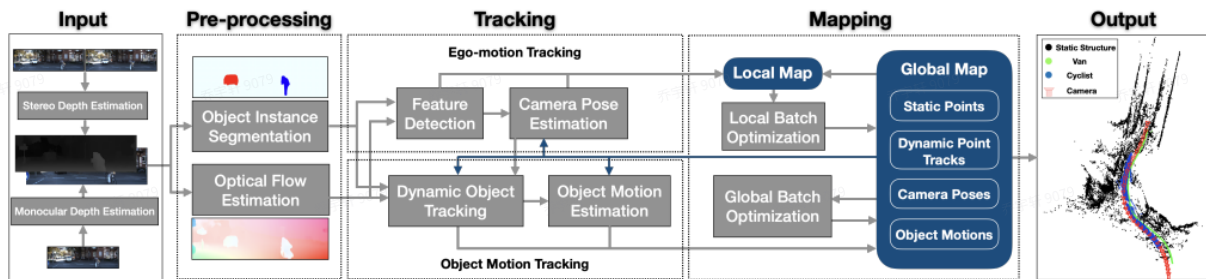 Input
Pre-processing
Tracking
Mapping
Output
Stereo Depth Estimation
Monocular Depth Estimation
Object Instance
Segmentation
Optical Flow
Estimation
Ego-motion Tracking
Feature
Detection
Camera Pose
Estimation
Dynamic Object
Tracking
Object Motion
Estimation
Object Motion Tracking
Local Map
Local Batch
Optimization
Global Batch
Optimization
Global Map
Static Points
Dynamic Point
Tracks
Camera Poses
Object Motions
Static Structure
Van
Cyclist
Camera